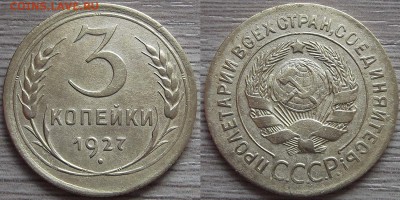 COINS.LAVE.RU
3
КОПЕЙКИ
1927
ПРОЛЕТАРИИ ВСЕХ СТРАН, СОЕДИНЯЙТЕСЬ!
СССР